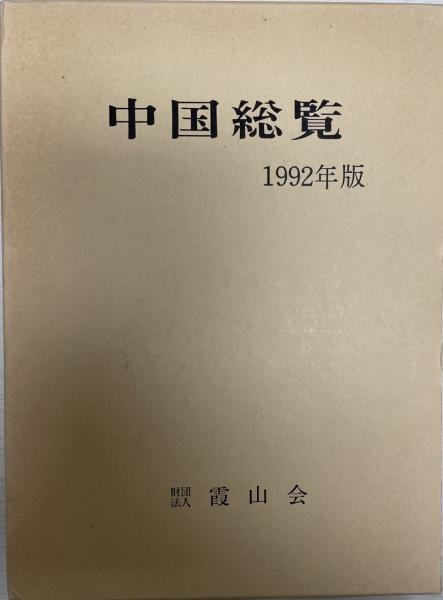 中国総覧
1992年版
財団法人 霞山会